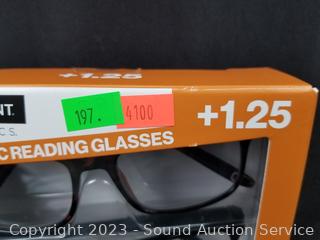 +1.25
NT.
197.
4100
+1.25
C.S.
C READING GLASSES
Copyright © 2023 - Sound Auction Service